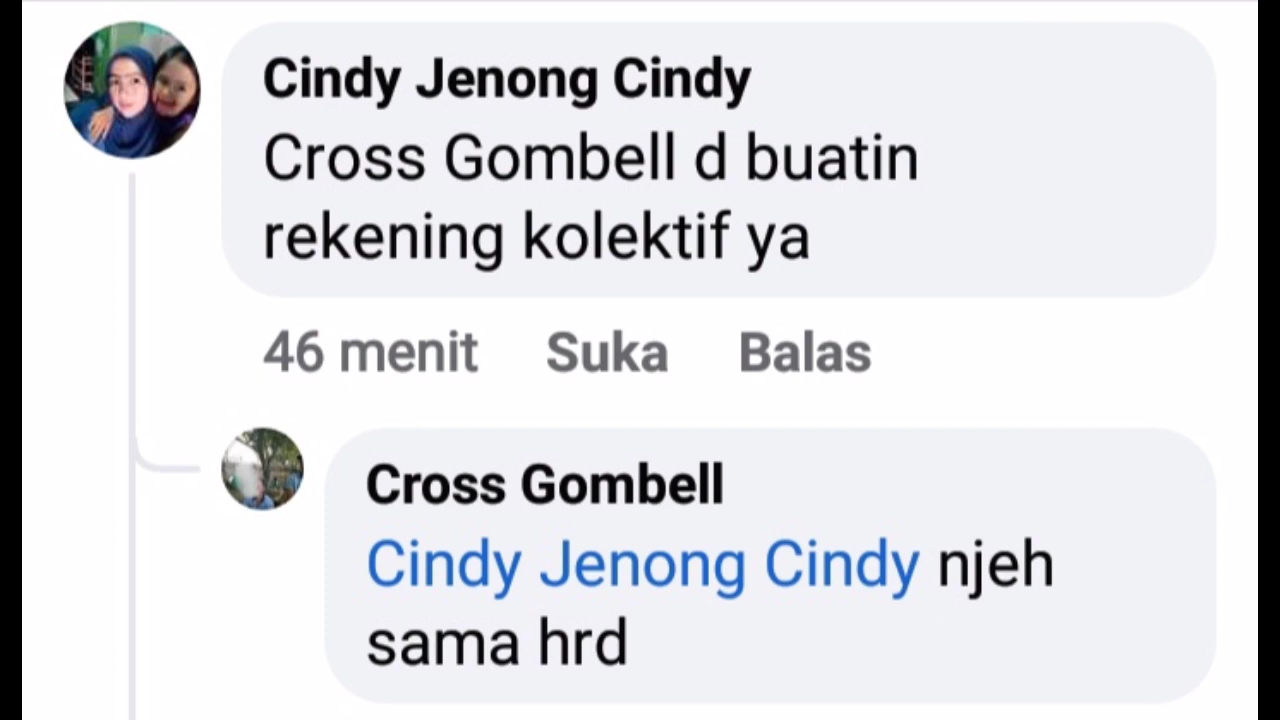 Cindy Jenong Cindy
Cross Gombell d buatin
rekening kolektif ya
46 menit Suka Balas
Cross Gombell
Cindy Jenong Cindy njeh
sama hrd